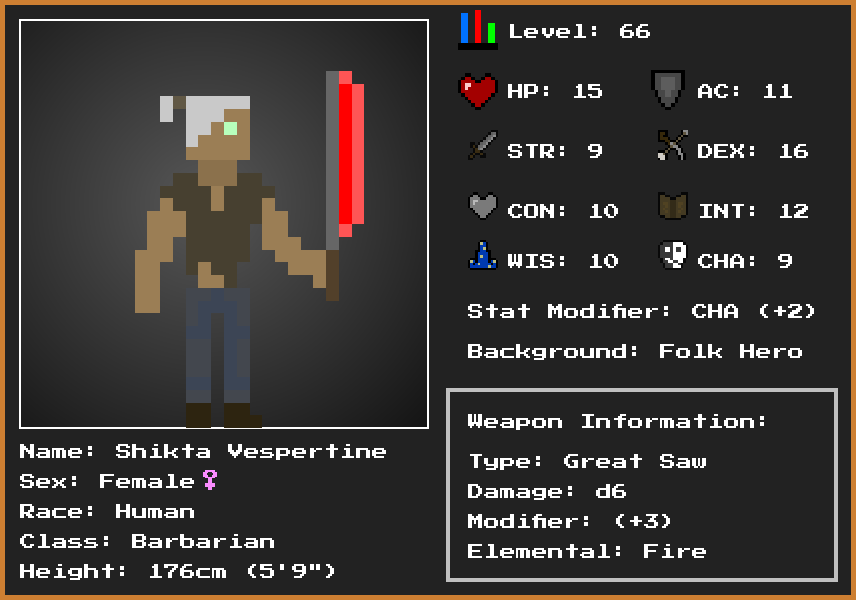 Level: 66
HP: 15
AC: 11
STR: 9
DEX: 16
CON: 10
INT: 12
WIS: 10
CHA: 9
Stat Modifier: CHA (+2)
Background: Folk Hero
Weapon Information:
Type: Great Saw
Damage: d6
Modifier: (+3)
Elemental: Fire
Name: Shikta Vespertine
Sex: Female♀
Race: Human
Class: Barbarian
Height: 176cm (5'9")